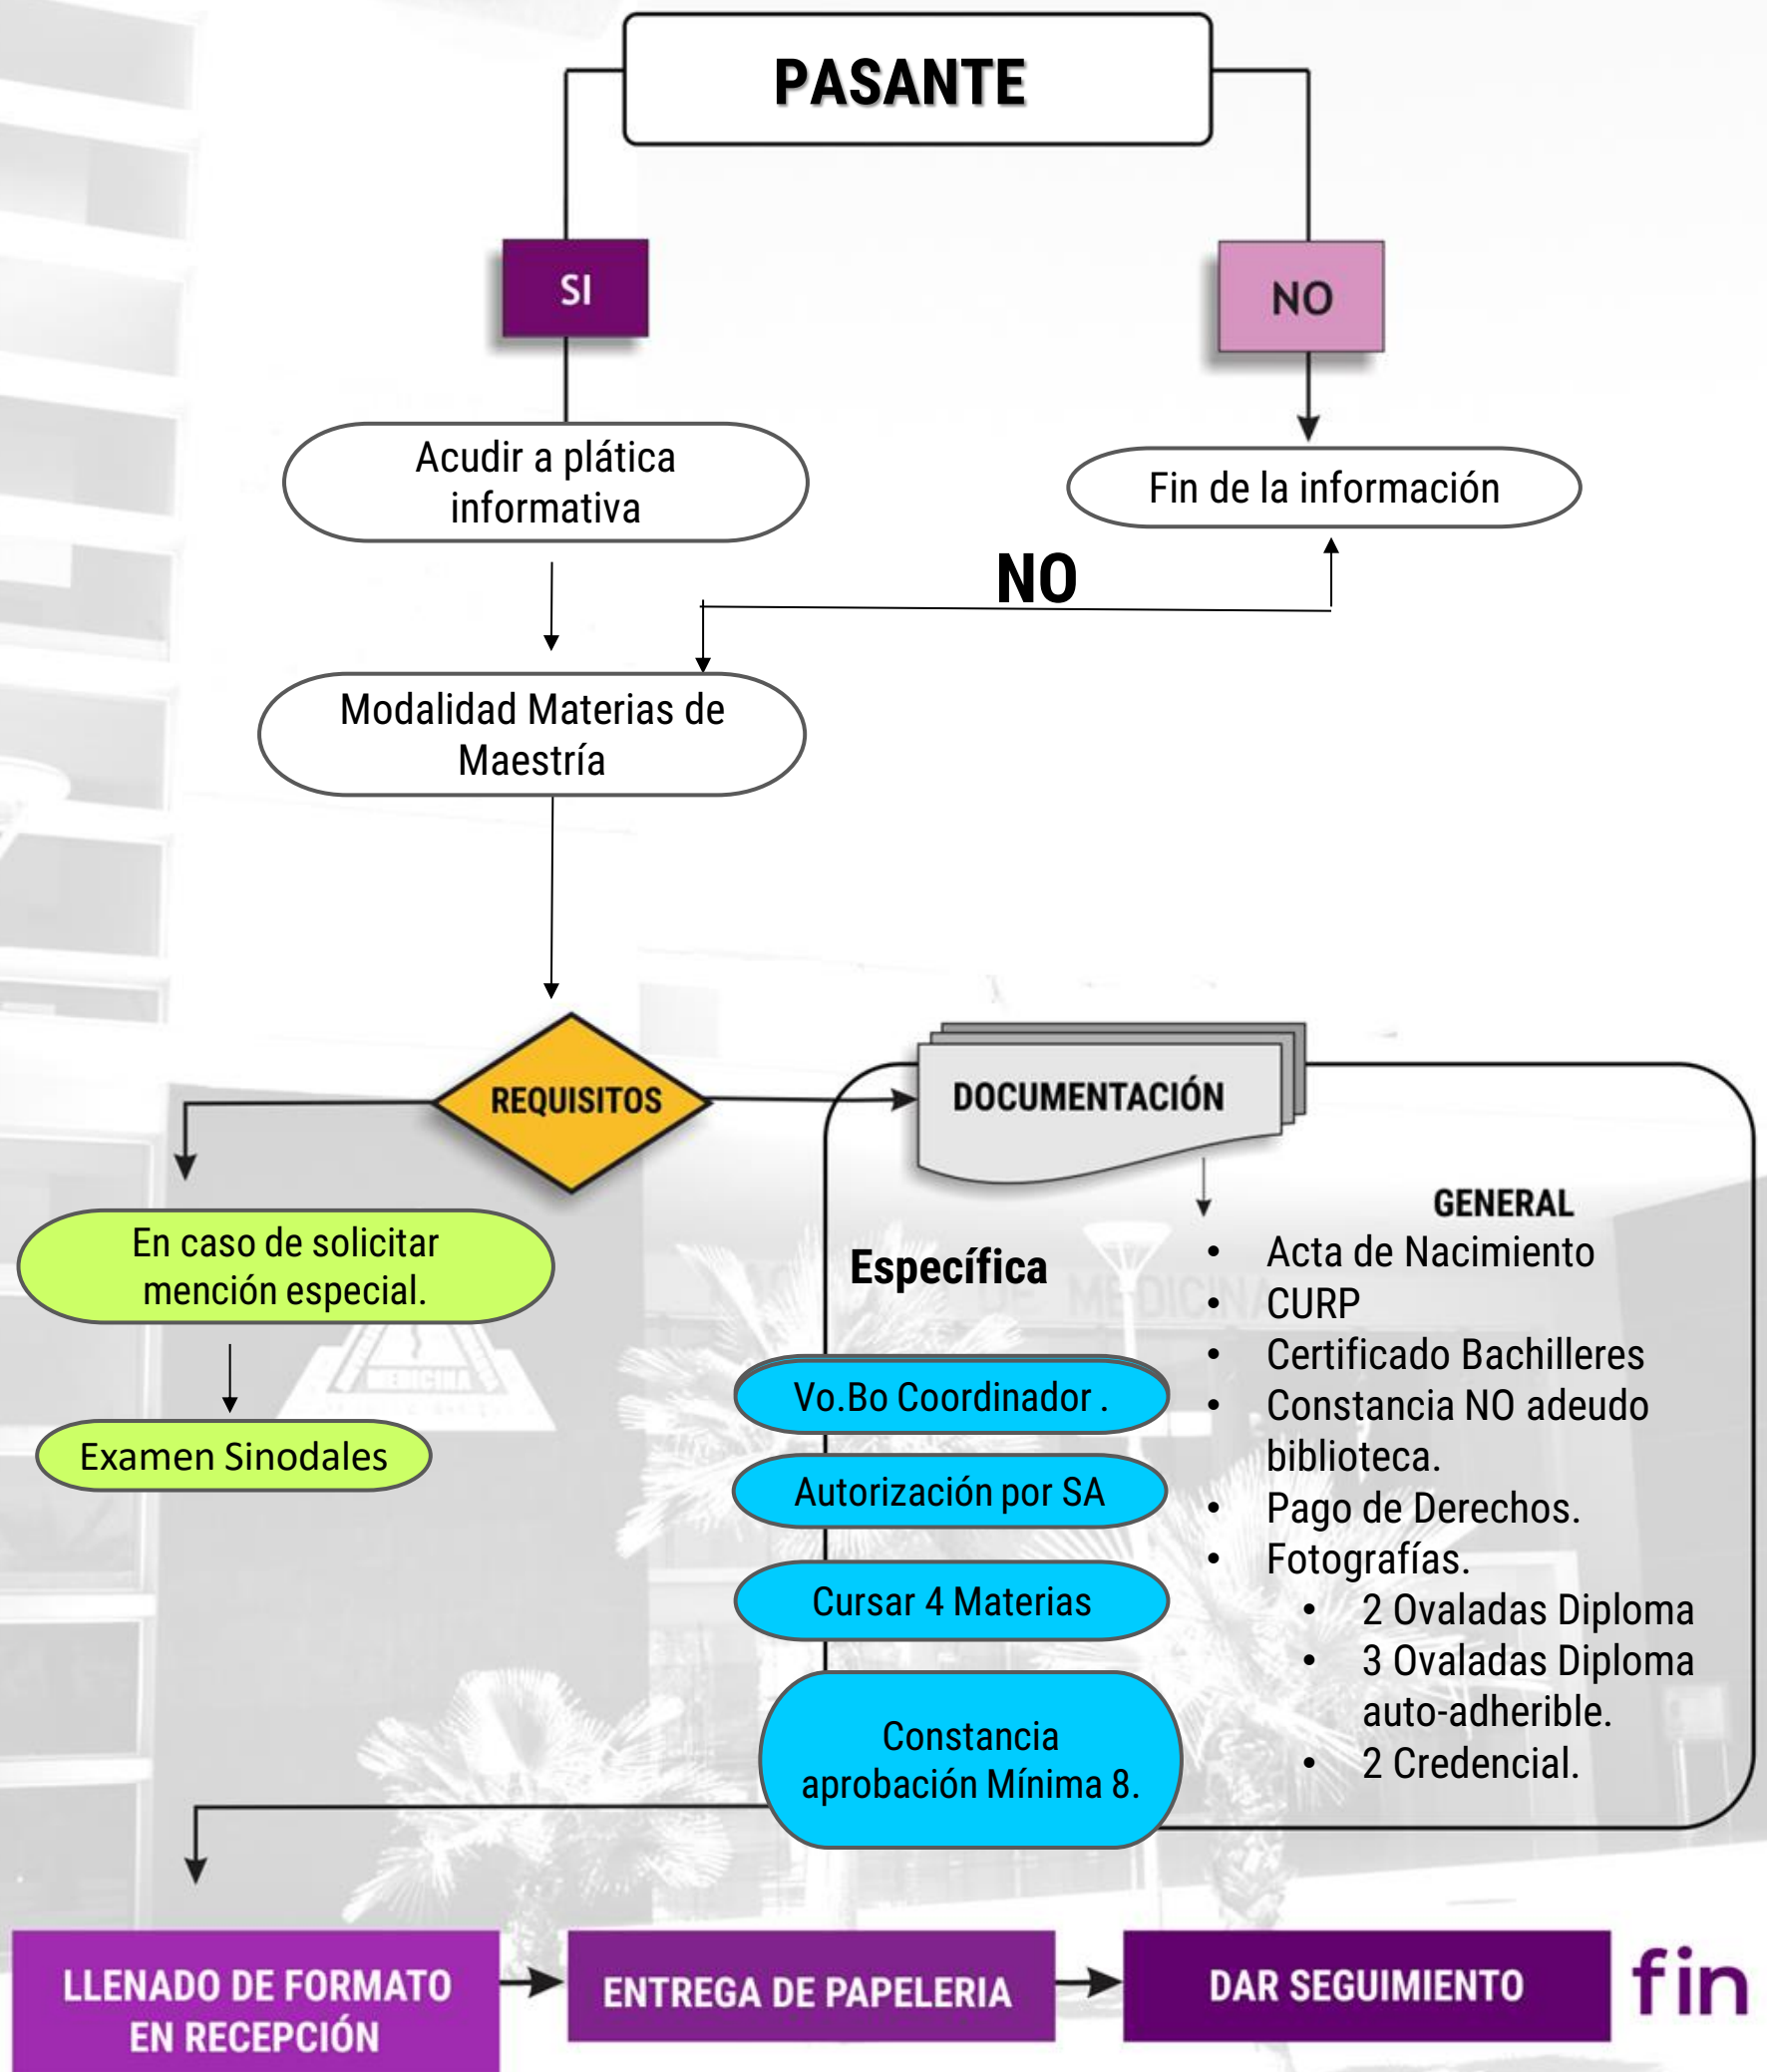 PASANTE
SI
NO
Acudir a plática
informativa
Fin de la información
NO
Modalidad Materias de
Maestría
REQUISITOS
DOCUMENTACIÓN
En caso de solicitar
mención especial.
Examen Sinodales
MEDICINA
DE MEDICINA
Específica
Vo.Bo Coordinador .
Autorización por SA
Cursar 4 Materias
Constancia
aprobación Mínima 8.
GENERAL
• Acta de Nacimiento
• CURP
• Certificado Bachilleres
• Constancia NO adeudo
biblioteca.
• Pago de Derechos.
• Fotografías.
• 2 Ovaladas Diploma
• 3 Ovaladas Diploma
auto-adherible.
• 2 Credencial.
LLENADO DE FORMATO
EN RECEPCIÓN
ENTREGA DE PAPELERIA
DAR SEGUIMIENTO
fin